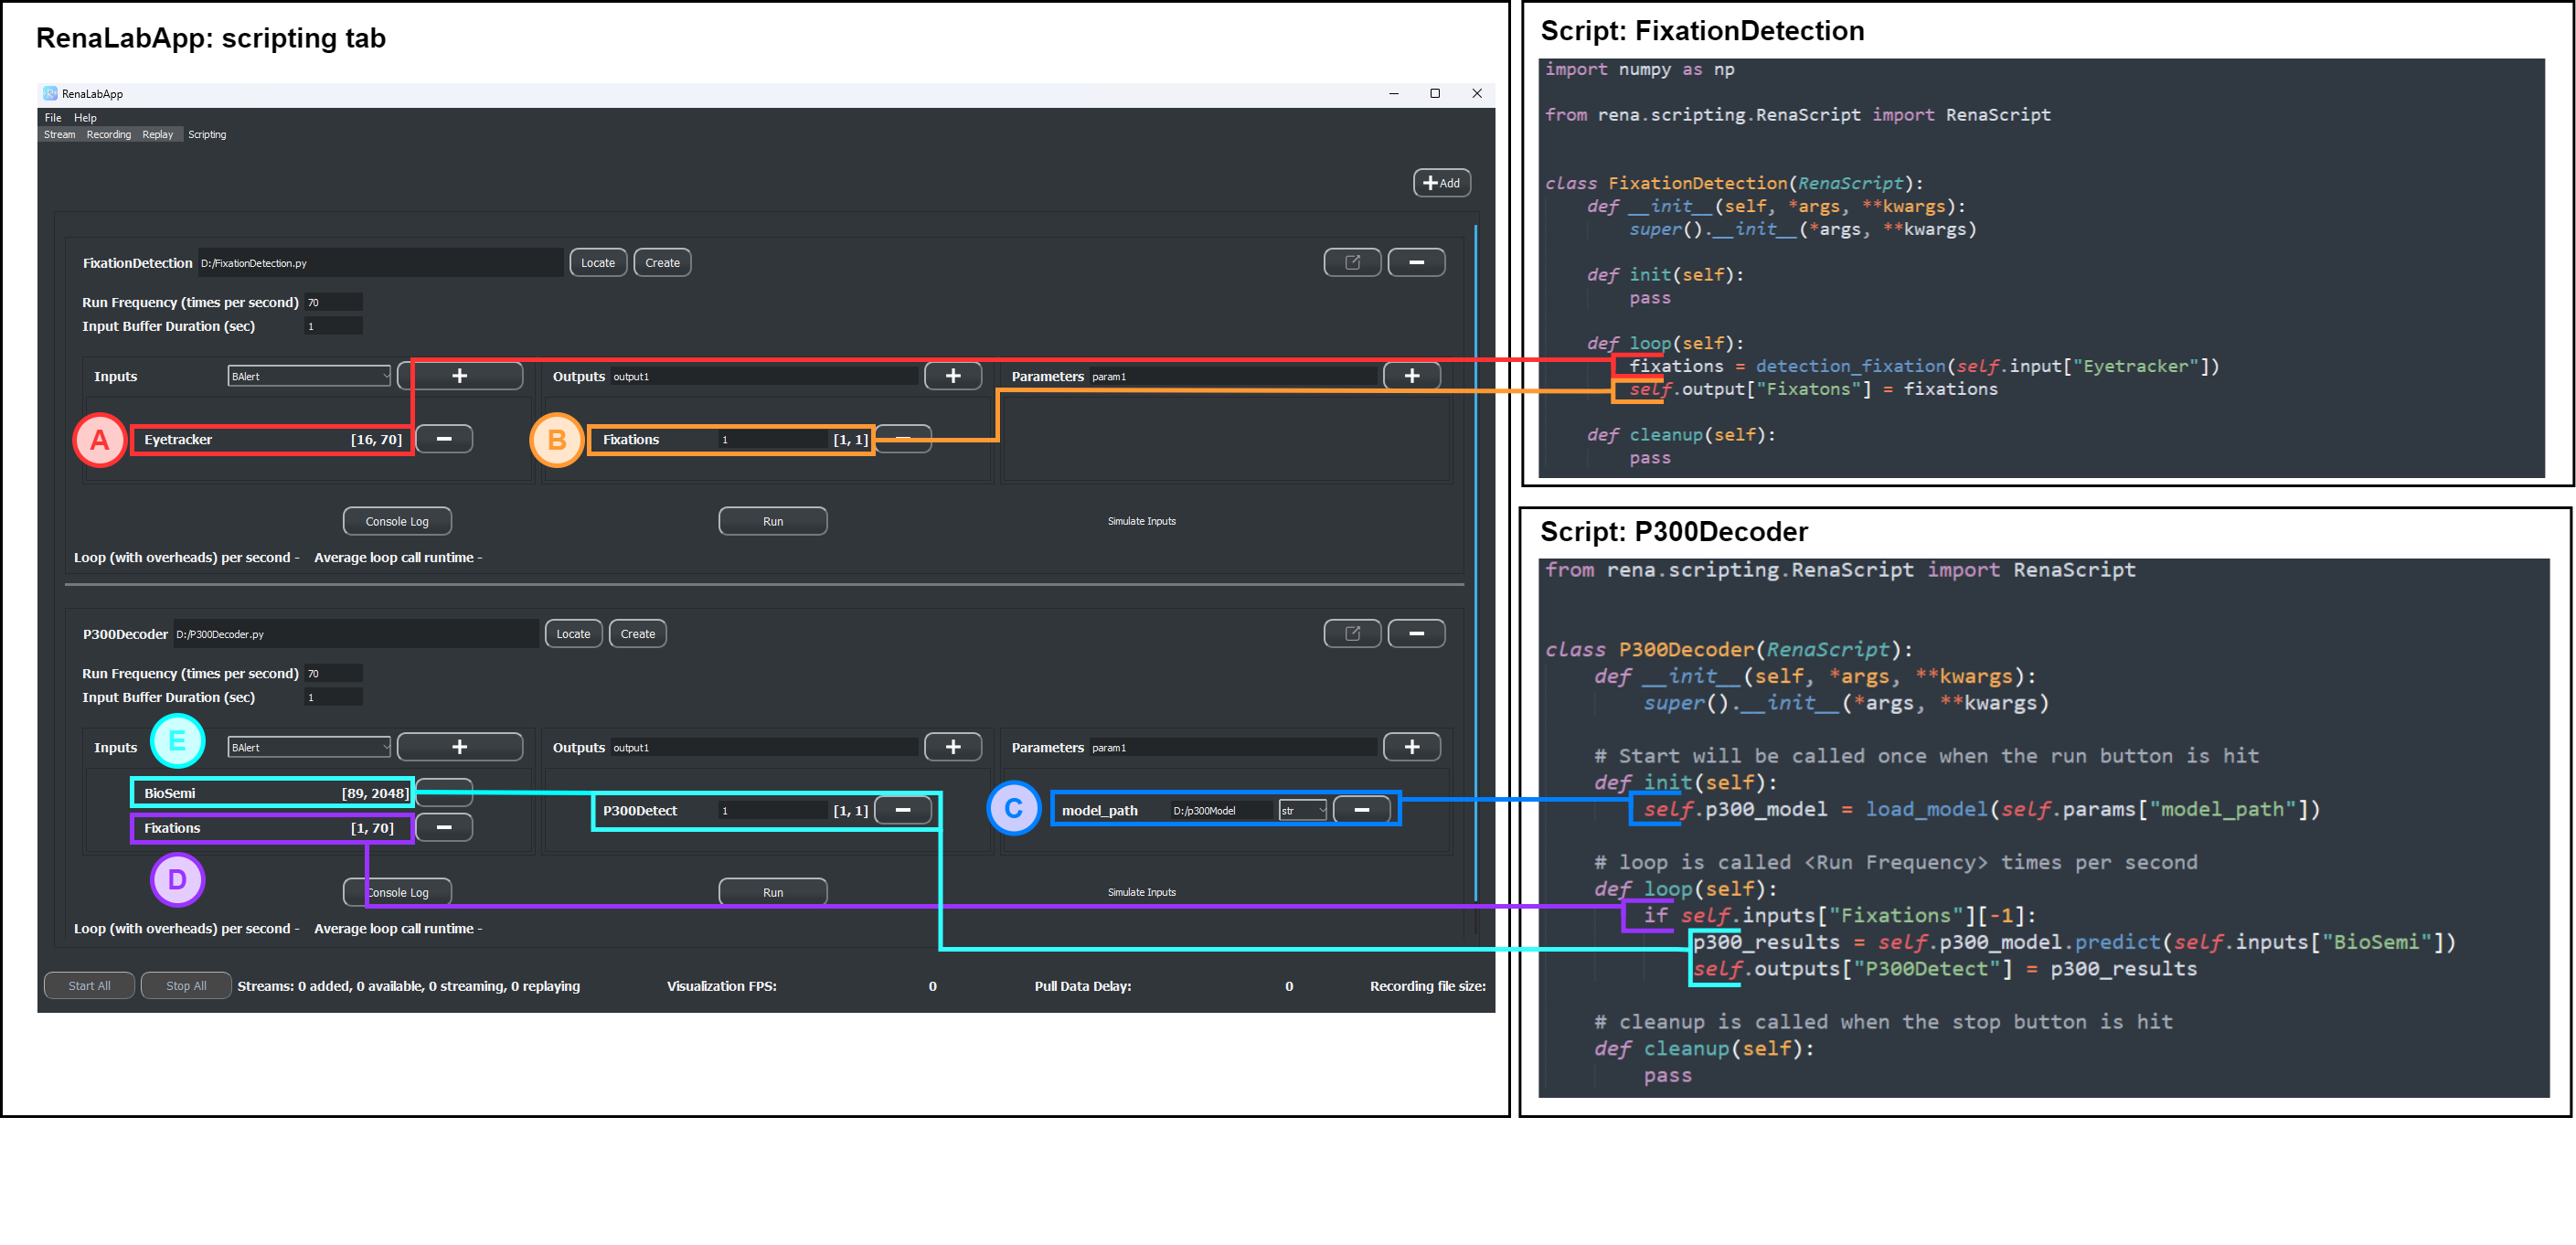 RenaLabApp: scripting tab
RenaLabApp
File Help
Stream Recording Replay Scripting
+Add
FixationDetection D:/FixationDetection.py Locate Create
Run Frequency (times per second) 70
Input Buffer Duration (sec) 1
Inputs BAlert + Outputs output1 + Parameters param1 +
A Eyetracker [16, 70] B Fixations 1 [1, 1]
Console Log Run Simulate Inputs
Loop (with overheads) per second - Average loop call runtime -
P300Decoder D:/P300Decoder.py Locate Create
Run Frequency (times per second) 70
Input Buffer Duration (sec) 1
Inputs E BAlert + Outputs output1 + Parameters param1 +
BioSemi [89, 2048]
P300Detect 1 [1, 1] C model_path D:/p300Model str
Fixations [1, 70]
D
Console Log Run Simulate Inputs
Loop (with overheads) per second - Average loop call runtime -
Start All Stop All Streams: 0 added, 0 available, 0 streaming, 0 replaying Visualization FPS: 0 Pull Data Delay: 0 Recording file size:
Script: FixationDetection
import numpy as np
from rena.scripting.RenaScript import RenaScript
class FixationDetection(RenaScript):
def __init__(self, *args, **kwargs):
super().__init__(*args, **kwargs)
def init(self):
pass
def loop(self):
fixations = detection_fixation(self.input["Eyetracker"])
self.output["Fixatons"] = fixations
def cleanup(self):
pass
Script: P300Decoder
from rena.scripting.RenaScript import RenaScript
class P300Decoder(RenaScript):
def __init__(self, *args, **kwargs):
super().__init__(*args, **kwargs)
# Start will be called once when the run button is hit
def init(self):
self.p300_model = load_model(self.params["model_path"])
# loop is called <Run Frequency> times per second
def loop(self):
if self.inputs["Fixations"][-1]:
p300_results = self.p300_model.predict(self.inputs["BioSemi"])
self.outputs["P300Detect"] = p300_results
# cleanup is called when the stop button is hit
def cleanup(self):
pass